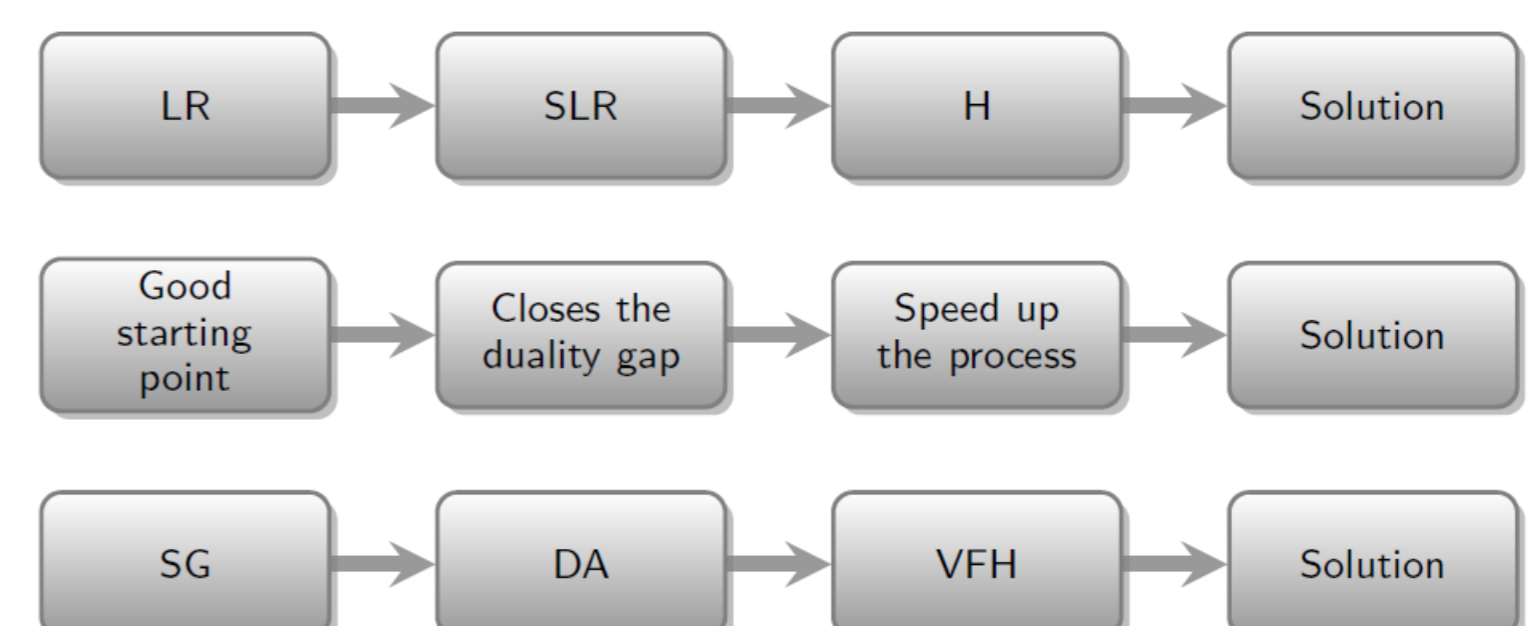 LR
SLR
H
Solution
Good
starting
point
Closes the
duality gap
Speed up
the process
Solution
SG
DA
VFH
Solution